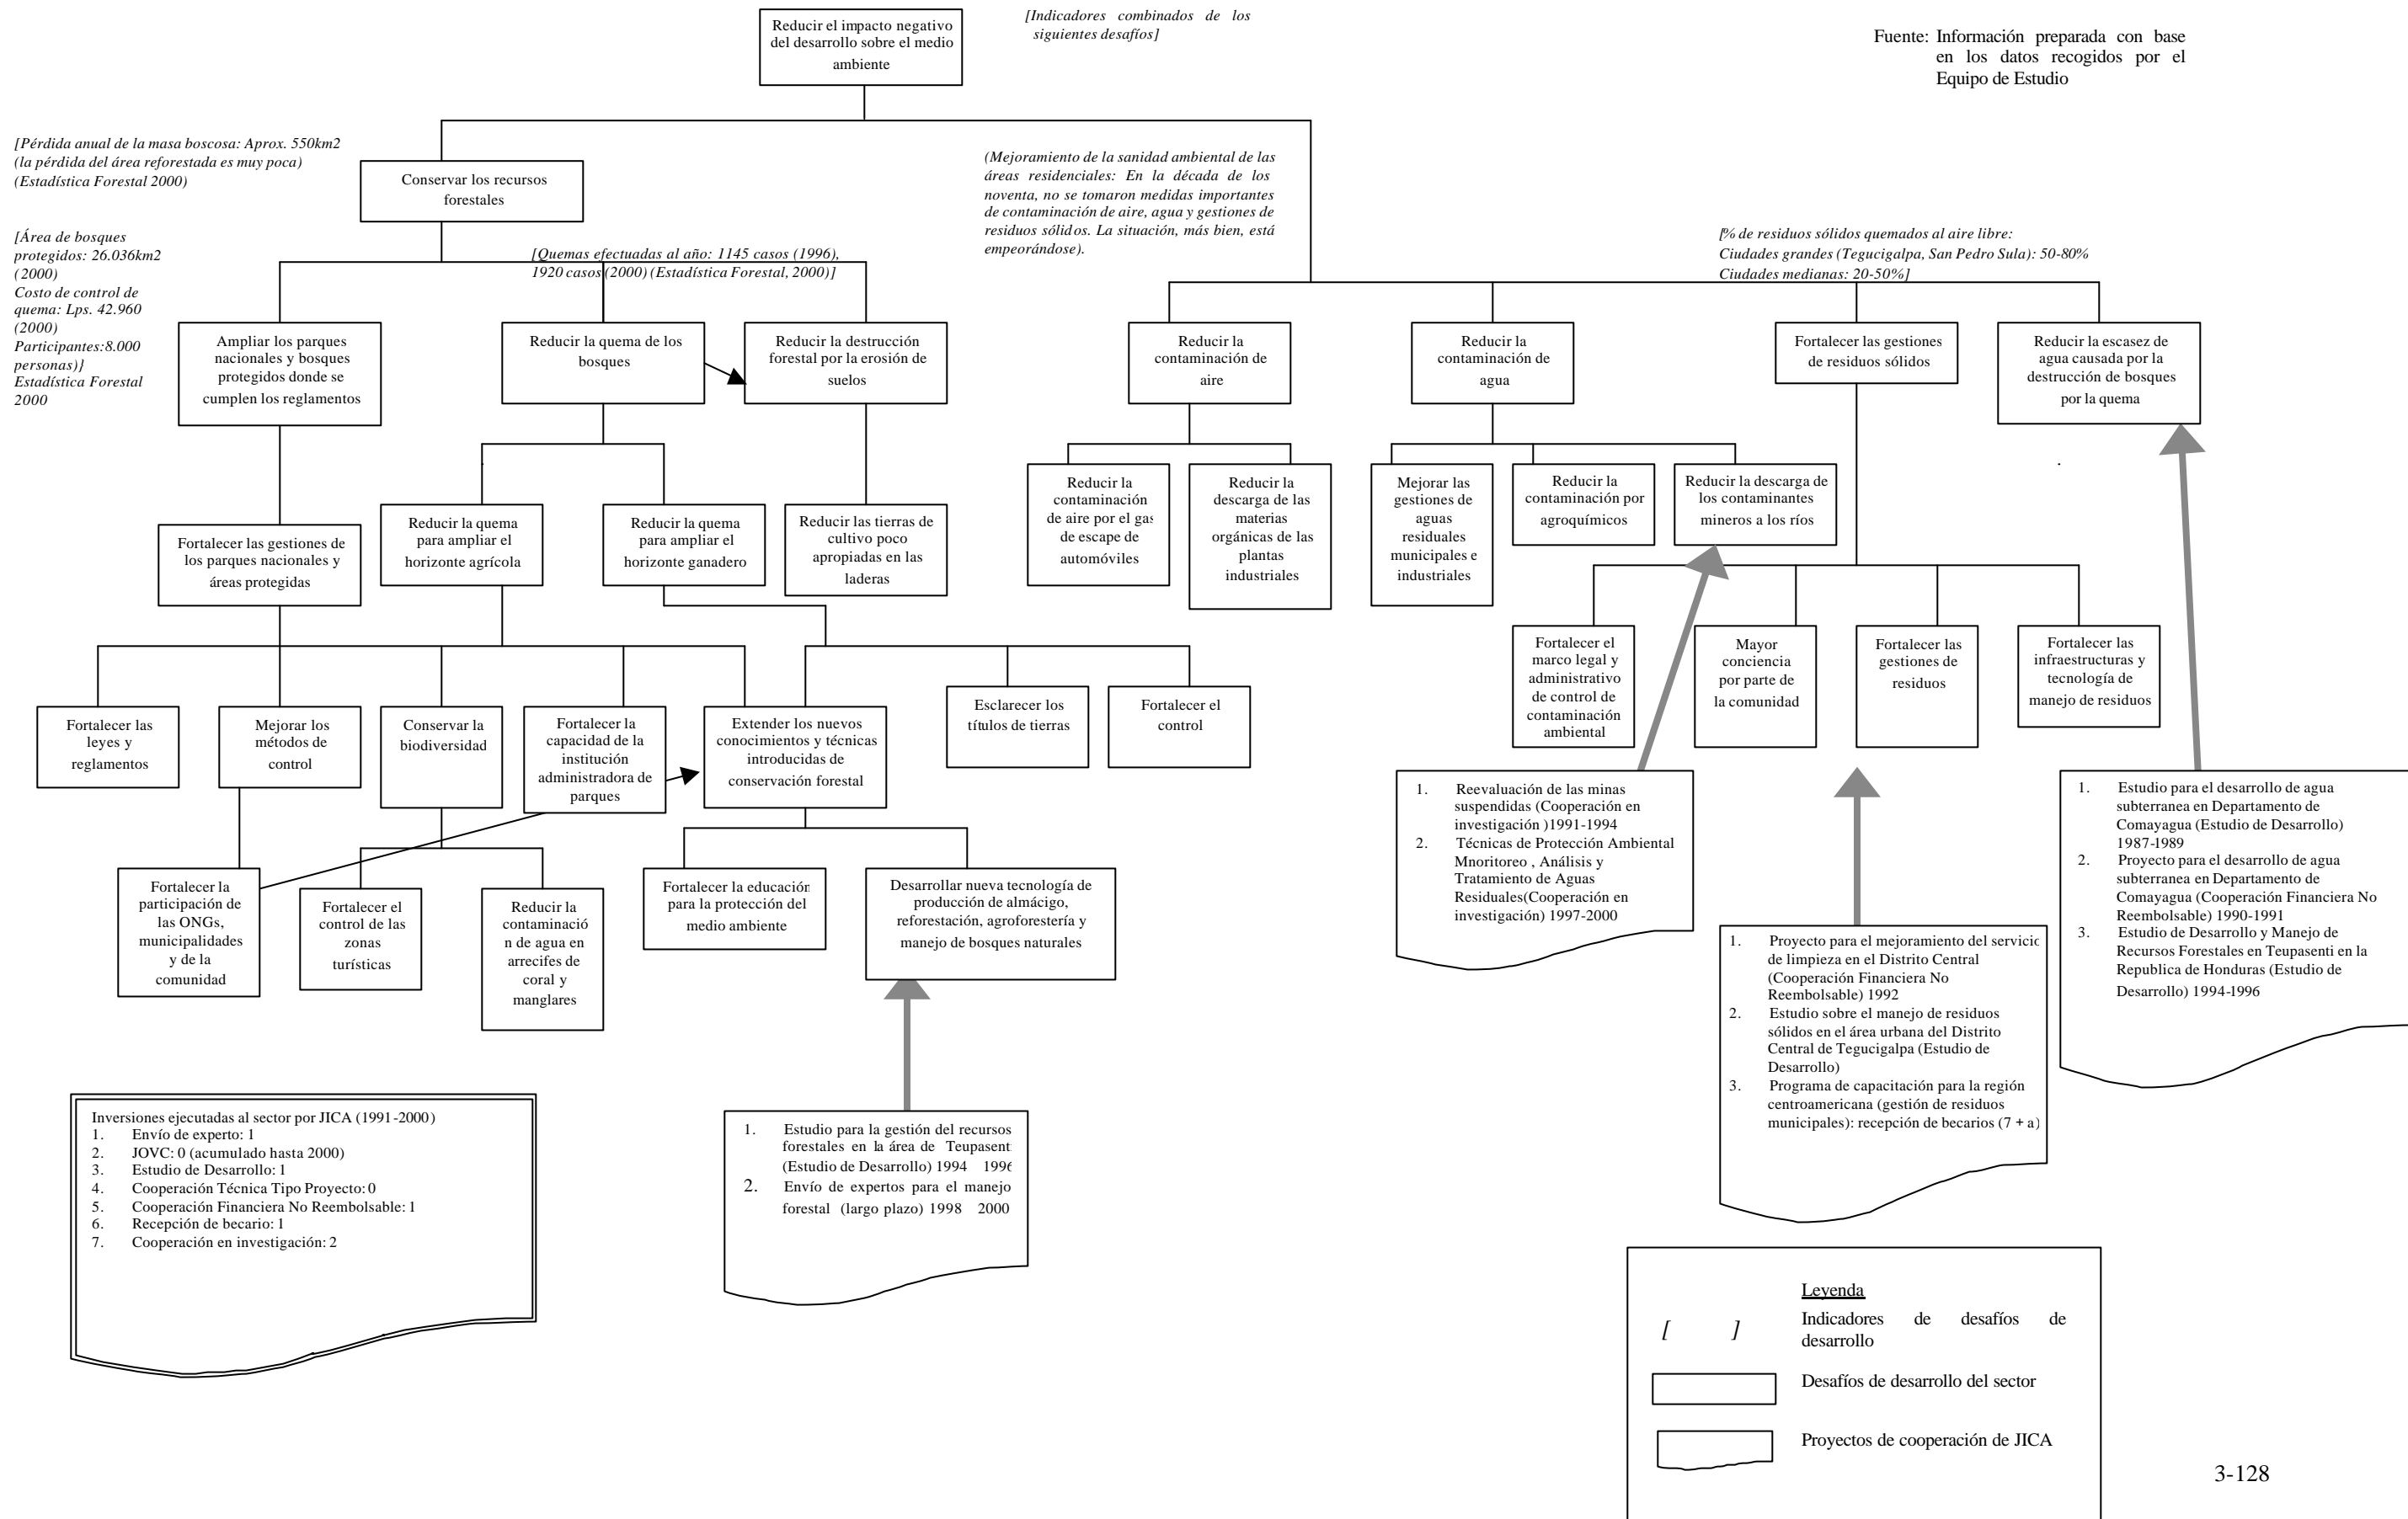 Reducir el impacto negativo
del desarrollo sobre el medio
ambiente
[Indicadores combinados de los
siguientes desafíos]
Fuente: Información preparada con base
en los datos recogidos por el
Equipo de Estudio
[Pérdida anual de la masa boscosa: Aprox. 550km2
(la pérdida del área reforestada es muy poca)
(Estadística Forestal 2000)
Conservar los recursos
forestales
(Mejoramiento de la sanidad ambiental de las
áreas residenciales: En la década de los
noventa, no se tomaron medidas importantes
de contaminación de aire, agua y gestiones de
residuos sólidos. La situación, más bien, está
empeorándose).
[Área de bosques
protegidos: 26.036km2
(2000)
Costo de control de
quema: Lps. 42.960
(2000)
Participantes:8.000
personas)]
Estadística Forestal
2000
[Quemas efectuadas al año: 1145 casos (1996),
1920 casos (2000) (Estadística Forestal, 2000)]
[% de residuos sólidos quemados al aire libre:
Ciudades grandes (Tegucigalpa, San Pedro Sula): 50-80%
Ciudades medianas: 20-50%]
Ampliar los parques
nacionales y bosques
protegidos donde se
cumplen los reglamentos
Reducir la quema de los
bosques
Reducir la destrucción
forestal por la erosión de
suelos
Reducir la
contaminación de
aire
Reducir la
contaminación de
agua
Fortalecer las gestiones
de residuos sólidos
Reducir la escasez de
agua causada por la
destrucción de bosques
por la quema
Fortalecer las gestiones de
los parques nacionales y
áreas protegidas
Reducir la quema
para ampliar el
horizonte agrícola
Reducir la quema
para ampliar el
horizonte ganadero
Reducir las tierras de
cultivo poco
apropiadas en las
laderas
Reducir la
contaminación
de aire por el gas
de escape de
automóviles
Reducir la
descarga de las
materias
orgánicas de las
plantas
industriales
Mejorar las
gestiones de
aguas
residuales
municipales e
industriales
Reducir la
contaminación por
agroquímicos
Reducir la descarga de
los contaminantes
mineros a los ríos
Fortalecer el
marco legal y
administrativo
de control de
contaminación
ambiental
Mayor
conciencia
por parte de
la comunidad
Fortalecer las
gestiones de
residuos
Fortalecer las
infraestructuras y
tecnología de
manejo de residuos
Fortalecer las
leyes y
reglamentos
Mejorar los
métodos de
control
Conservar la
biodiversidad
Fortalecer la
capacidad de la
institución
administradora de
parques
Extender los nuevos
conocimientos y técnicas
introducidas de
conservación forestal
Esclarecer los
títulos de tierras
Fortalecer el
control
Fortalecer la
participación de
las ONGs,
municipalidades
y de la
comunidad
Fortalecer el
control de las
zonas
turísticas
Reducir la
contaminació
n de agua en
arrecifes de
coral y
manglares
Fortalecer la educación
para la protección del
medio ambiente
Desarrollar nueva tecnología de
producción de almácigo,
reforestación, agroforestería y
manejo de bosques naturales
1. Reevaluación de las minas
suspendidas (Cooperación en
investigación )1991-1994
2. Técnicas de Protección Ambiental
Mnoritoreo , Análisis y
Tratamiento de Aguas
Residuales(Cooperación en
investigación) 1997-2000
1. Proyecto para el mejoramiento del servicio
de limpieza en el Distrito Central
(Cooperación Financiera No
Reembolsable) 1992
2. Estudio sobre el manejo de residuos
sólidos en el área urbana del Distrito
Central de Tegucigalpa (Estudio de
Desarrollo)
3. Programa de capacitación para la región
centroamericana (gestión de residuos
municipales): recepción de becarios (7 + a)
1. Estudio para el desarrollo de agua
subterranea en Departamento de
Comayagua (Estudio de Desarrollo)
1987-1989
2. Proyecto para el desarrollo de agua
subterranea en Departamento de
Comayagua (Cooperación Financiera No
Reembolsable) 1990-1991
3. Estudio de Desarrollo y Manejo de
Recursos Forestales en Teupasenti en la
Republica de Honduras (Estudio de
Desarrollo) 1994-1996
Inversiones ejecutadas al sector por JICA (1991-2000)
1. Envío de experto: 1
2. JOVC: 0 (acumulado hasta 2000)
3. Estudio de Desarrollo: 1
4. Cooperación Técnica Tipo Proyecto: 0
5. Cooperación Financiera No Reembolsable: 1
6. Recepción de becario: 1
7. Cooperación en investigación: 2
1. Estudio para la gestión del recursos
forestales en la área de Teupasenti
(Estudio de Desarrollo) 1994 1996
2. Envío de expertos para el manejo
forestal (largo plazo) 1998 2000
Leyenda
[ ] Indicadores de desafíos de
desarrollo
Desafíos de desarrollo del sector
Proyectos de cooperación de JICA
3-128